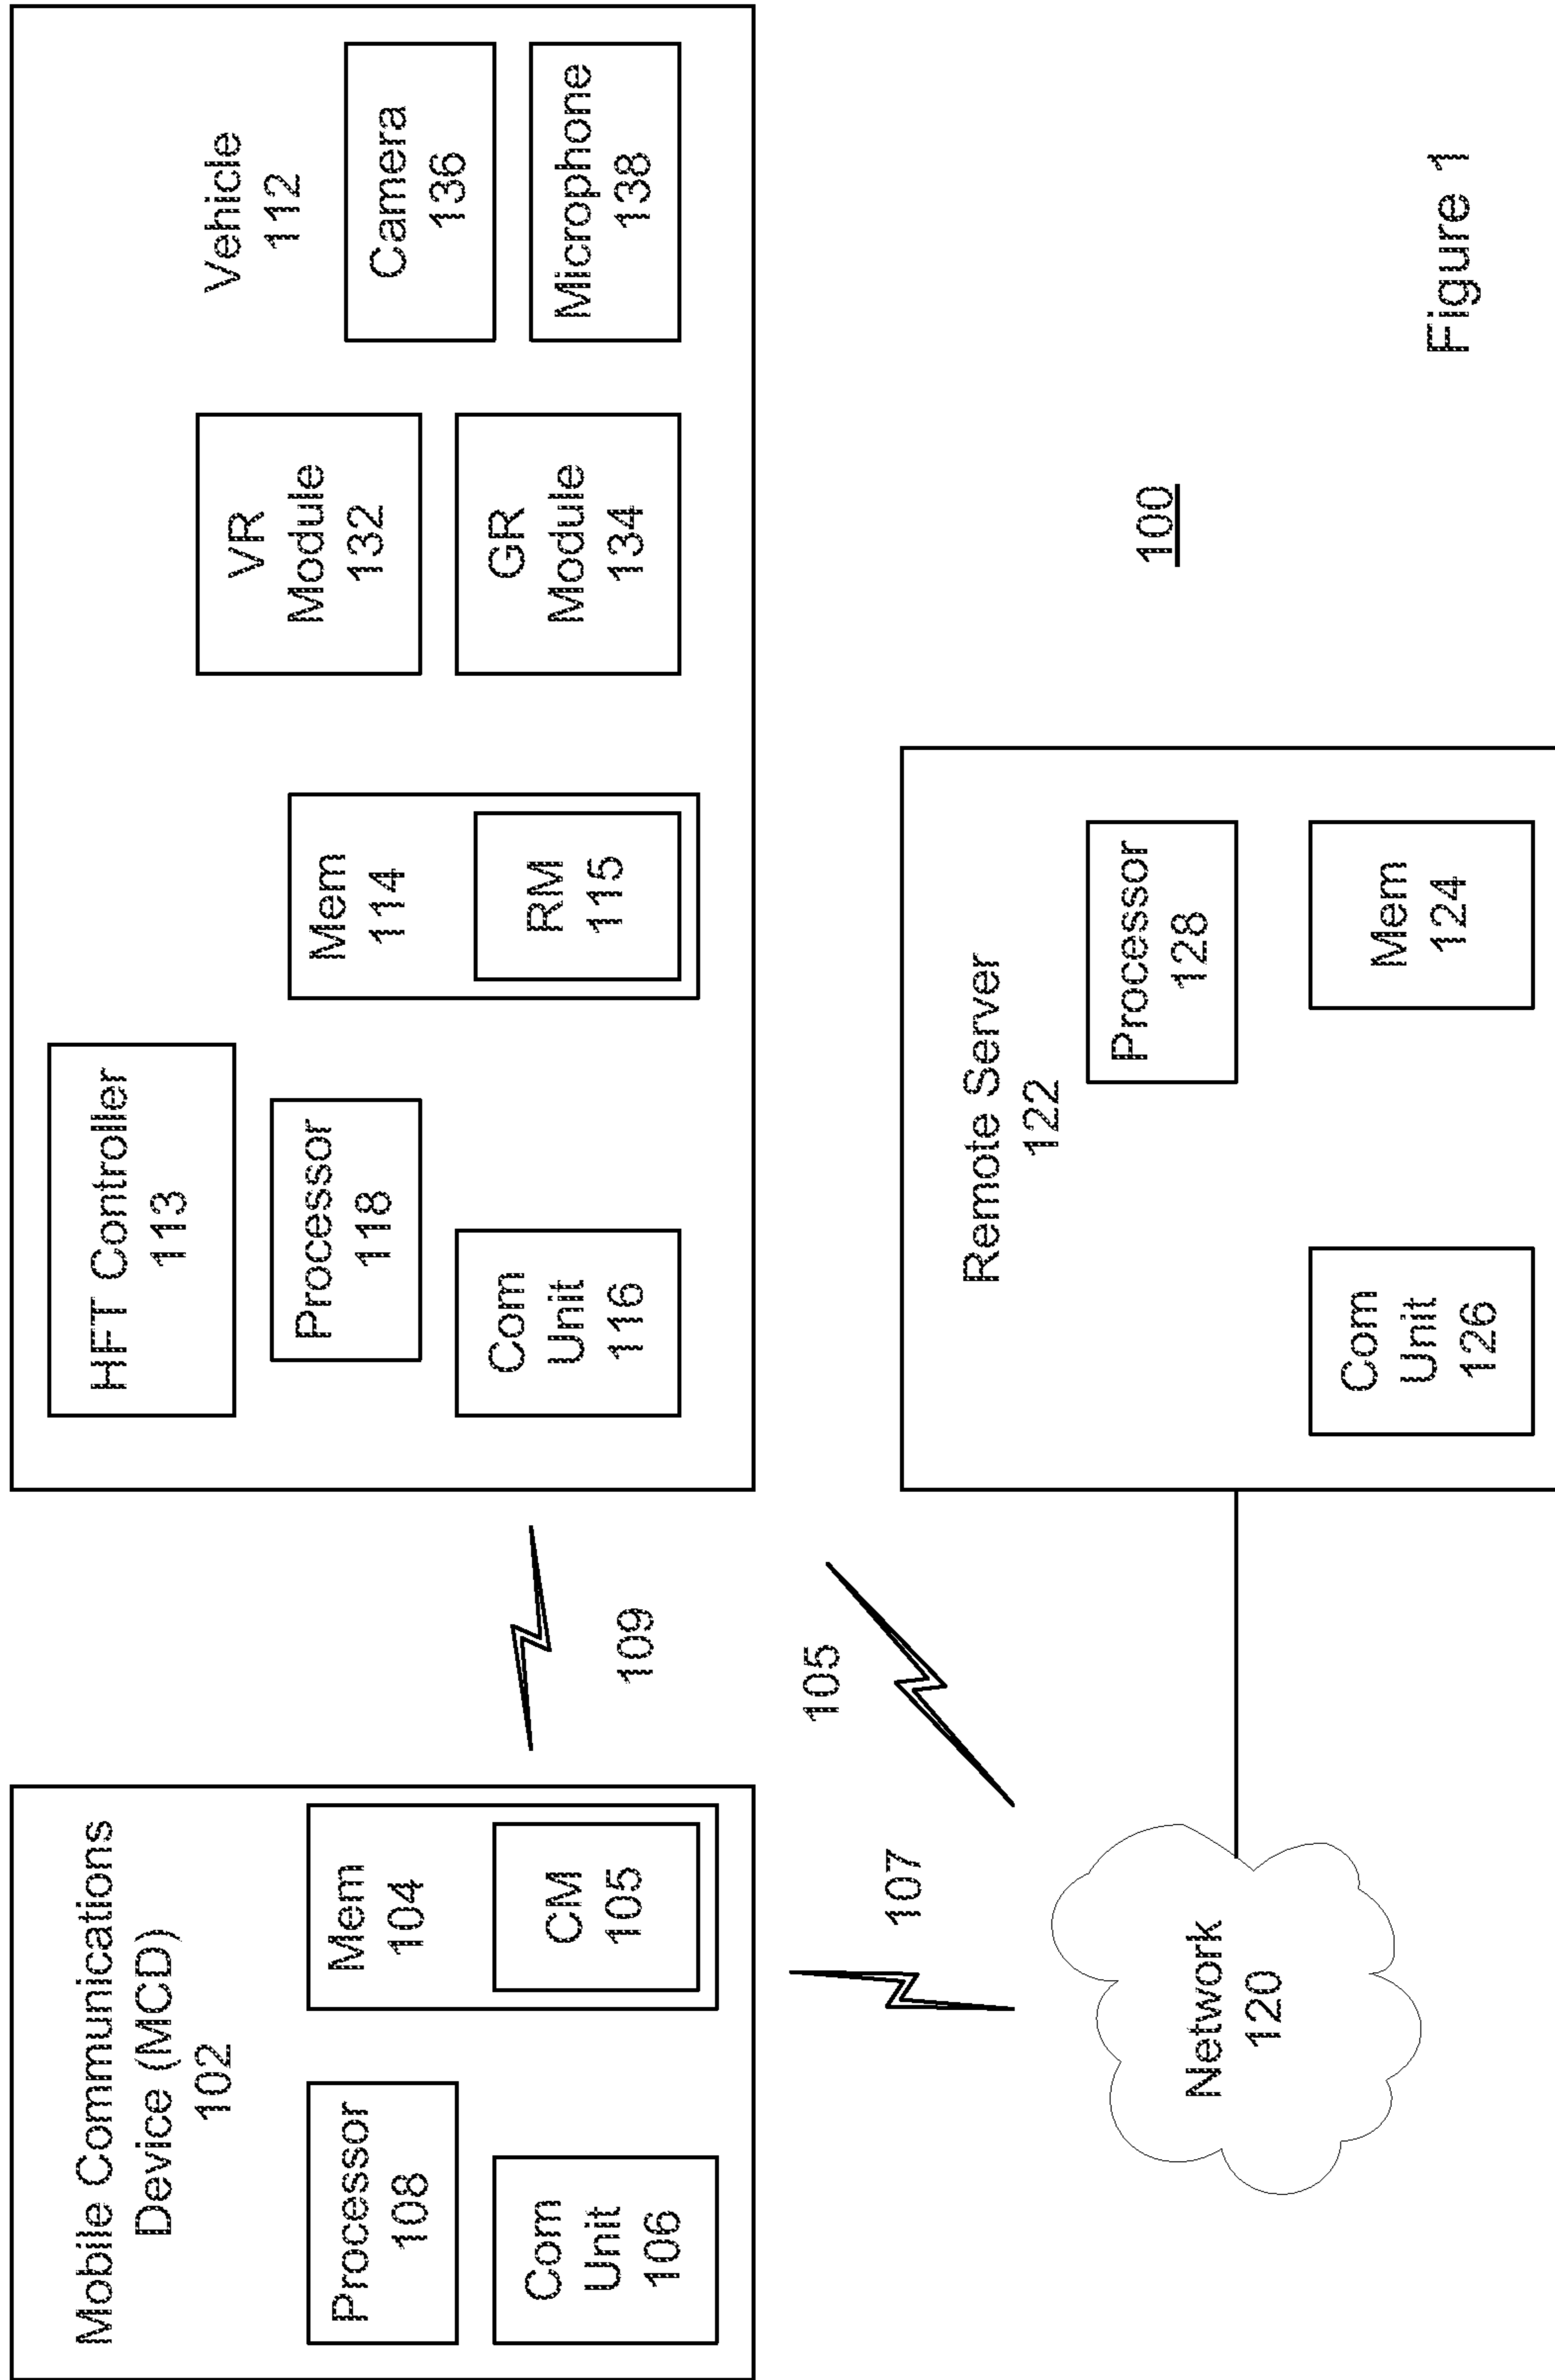 Mobile Communications
Device (MCD)
102
Processor
108
Mem
104
CM
105
Com
Unit
106
109
HFT Controller
113
Processor
118
Com
Unit
116
Mem
114
RM
115
VR
Module
132
GR
Module
134
Vehicle
112
Camera
136
Microphone
138
107
105
Network
120
Remote Server
122
Processor
128
Com
Unit
126
Mem
124
100
Figure 1